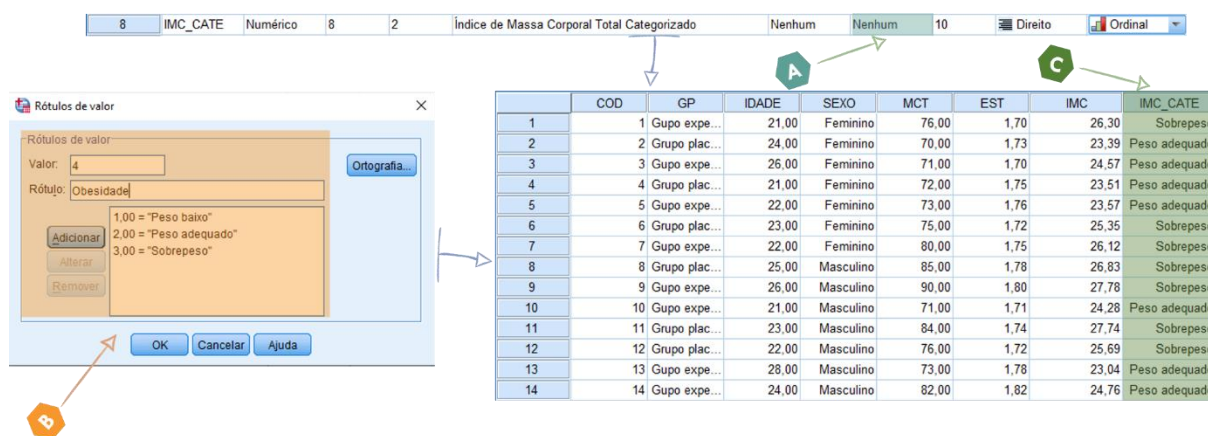 8 IMC_CATE Numérico 8 2 Índice de Massa Corporal Total Categorizado Nenhum Nenhum 10 Direito Ordinal
A
C
Rótulos de valor
Rótulos de valor
Valor: 4
Ortografia...
Rótulo: Obesidade
1,00 = "Peso baixo"
2,00 = "Peso adequado"
3,00 = "Sobrepeso"
Adicionar
Alterar
Remover
OK Cancelar Ajuda
B
COD GP IDADE SEXO MCT EST IMC IMC_CATE
1 1 Gupo expe... 21,00 Feminino 76,00 1,70 26,30 Sobrepeso
2 2 Grupo plac... 24,00 Feminino 70,00 1,73 23,39 Peso adequado
3 3 Gupo expe... 26,00 Feminino 71,00 1,70 24,57 Peso adequado
4 4 Grupo plac... 21,00 Feminino 72,00 1,75 23,51 Peso adequado
5 5 Gupo expe... 22,00 Feminino 73,00 1,76 23,57 Peso adequado
6 6 Grupo plac... 23,00 Feminino 75,00 1,72 25,35 Sobrepeso
7 7 Gupo expe... 22,00 Feminino 80,00 1,75 26,12 Sobrepeso
8 8 Grupo plac... 25,00 Masculino 85,00 1,78 26,83 Sobrepeso
9 9 Gupo expe... 26,00 Masculino 90,00 1,80 27,78 Sobrepeso
10 10 Gupo expe... 21,00 Masculino 71,00 1,71 24,28 Peso adequado
11 11 Grupo plac... 23,00 Masculino 84,00 1,74 27,74 Sobrepeso
12 12 Grupo plac... 22,00 Masculino 76,00 1,72 25,69 Sobrepeso
13 13 Gupo expe... 28,00 Masculino 73,00 1,78 23,04 Peso adequado
14 14 Gupo expe... 24,00 Masculino 82,00 1,82 24,76 Peso adequado